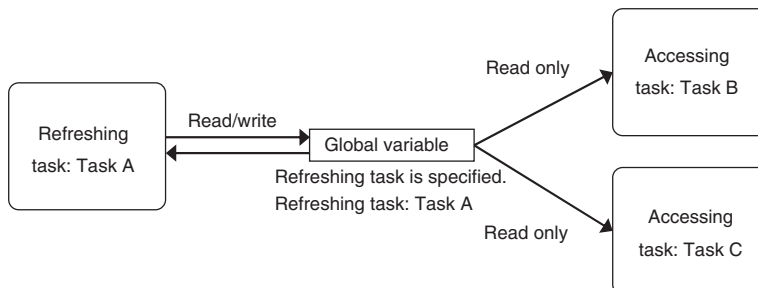 Refreshing
task: Task A
Read/write
Global variable
Refreshing task is specified.
Refreshing task: Task A
Read only
Accessing
task: Task B
Read only
Accessing
task: Task C